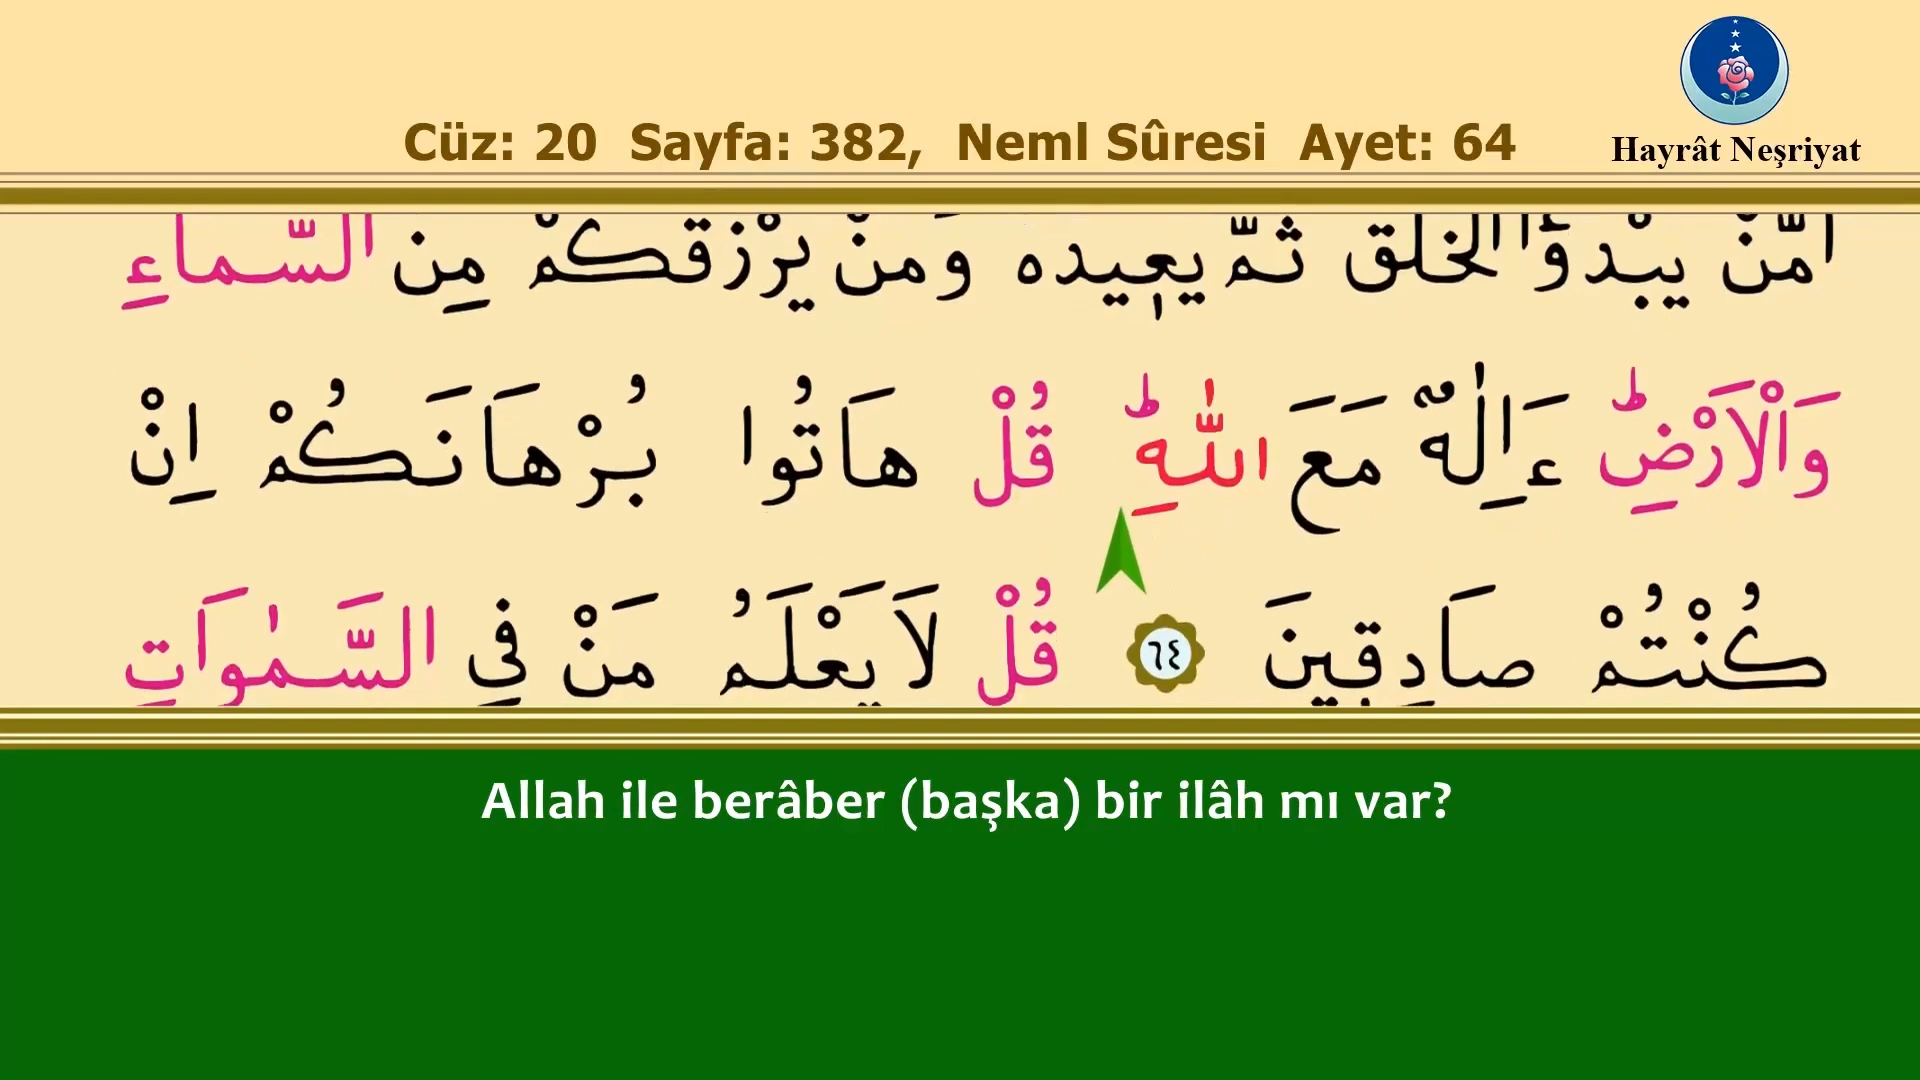 Cüz: 20 Sayfa: 382, Neml Sûresi Ayet: 64
Hayrât Neşriyat
اَمَّنْ يَبْدَؤُا الْخَلْقَ ثُمَّ يُعٖيدُهُ وَمَنْ يَرْزُقُكُمْ مِنَ السَّمَاءِ
وَالْاَرْضِؕ ءَاِلٰهٌ مَعَ اللّٰهِؕ قُلْ هَاتُوا بُرْهَانَكُمْ اِنْ
كُنْتُمْ صَادِقٖينَ ٦٤ قُلْ لَا يَعْلَمُ مَنْ فِي السَّمٰوَاتِ
Allah ile berâber (başka) bir ilâh mı var?